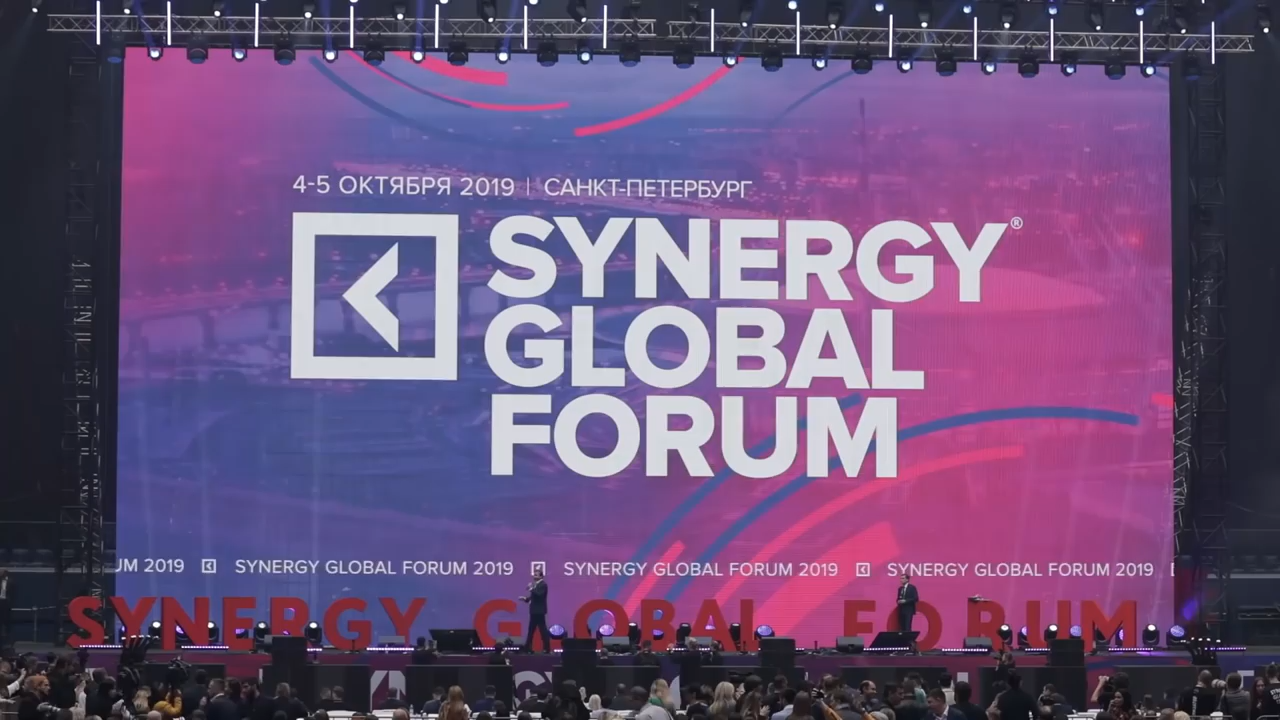 4-5 ОКТЯБРЯ 2019 | САНКТ-ПЕТЕРБУРГ
SYNERGY®
GLOBAL
FORUM
UM 2019 SYNERGY GLOBAL FORUM 2019 SYNERGY GLOBAL FORUM 2019 SYNERGY GLOBAL FORUM 2019
SYNERGY GLOBAL FORUM